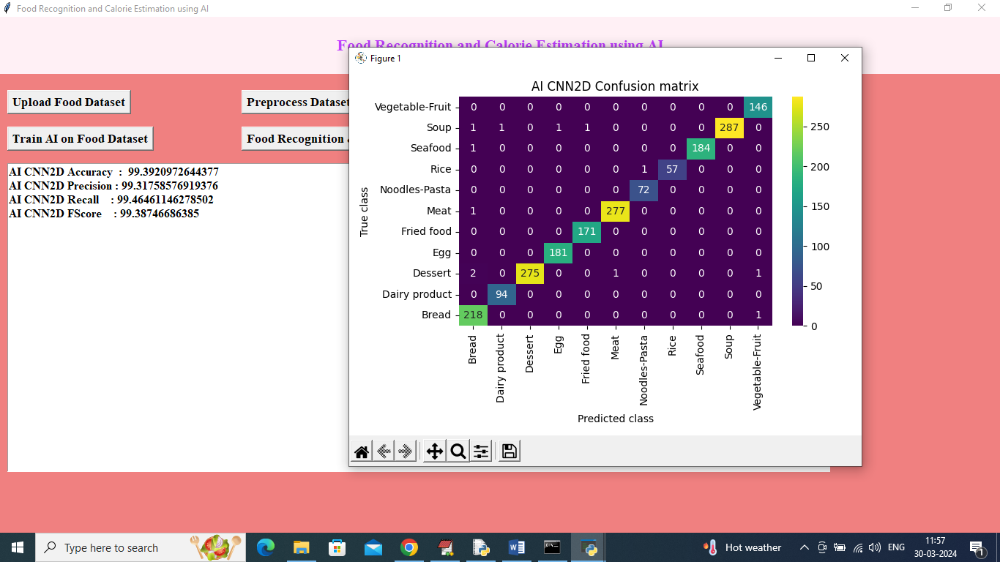 Food Recognition and Calorie Estimation using AI
Food Recognition and Calorie Estimation using AI
Upload Food Dataset
Preprocess Dataset
Train AI on Food Dataset
Food Recognition
AI CNN2D Accuracy : 99.3920972644377
AI CNN2D Precision : 99.31758576919376
AI CNN2D Recall : 99.46461146278502
AI CNN2D FScore : 99.38746686385
Figure 1
AI CNN2D Confusion matrix
True class
Vegetable-Fruit 0 0 0 0 0 0 0 0 0 0 146
Soup 1 1 0 1 1 0 0 0 0 287 0
Seafood 1 0 0 0 0 0 0 0 184 0 0
Rice 0 0 0 0 0 0 1 57 0 0 0
Noodles-Pasta 0 0 0 0 0 0 72 0 0 0 0
Meat 1 0 0 0 0 277 0 0 0 0 0
Fried food 0 0 0 0 171 0 0 0 0 0 0
Egg 0 0 0 181 0 0 0 0 0 0 0
Dessert 2 0 275 0 0 1 0 0 0 0 1
Dairy product 0 94 0 0 0 0 0 0 0 0 0
Bread 218 0 0 0 0 0 0 0 0 0 1
Bread
Dairy product
Dessert
Egg
Fried food
Meat
Noodles-Pasta
Rice
Seafood
Soup
Vegetable-Fruit
Predicted class
250
200
150
100
50
0
Type here to search
Hot weather
ENG
11:57
30-03-2024
1